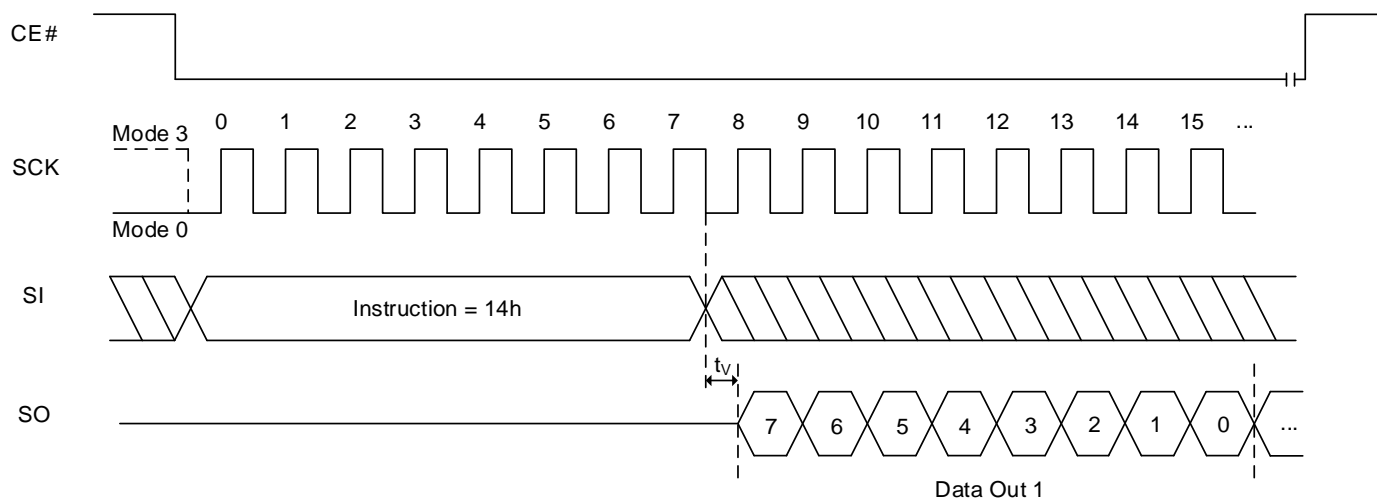 CE#
0 1 2 3 4 5 6 7 8 9 10 11 12 13 14 15 ...
Mode 3
SCK
Mode 0
SI
Instruction = 14h
tV
SO
7 6 5 4 3 2 1 0 ...
Data Out 1